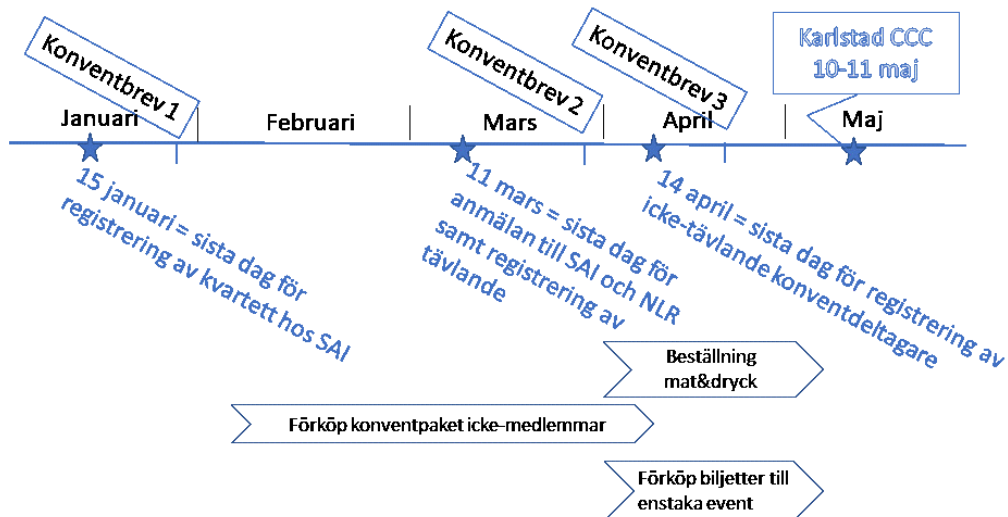 Konventbrev 1
Konventbrev 2
Konventbrev 3
Karlstad CCC
10-11 maj
Januari
Februari
Mars
April
Maj
15 januari = sista dag för
registrering av kvartett hos SAI
11 mars = sista dag för
anmälan till SAI och NLR
samt registrering av
tävlande
14 april = sista dag för registrering av
icke-tävlande konventdeltagare
Beställning
mat&dryck
Förköp konventpaket icke-medlemmar
Förköp biljetter till
enstaka event